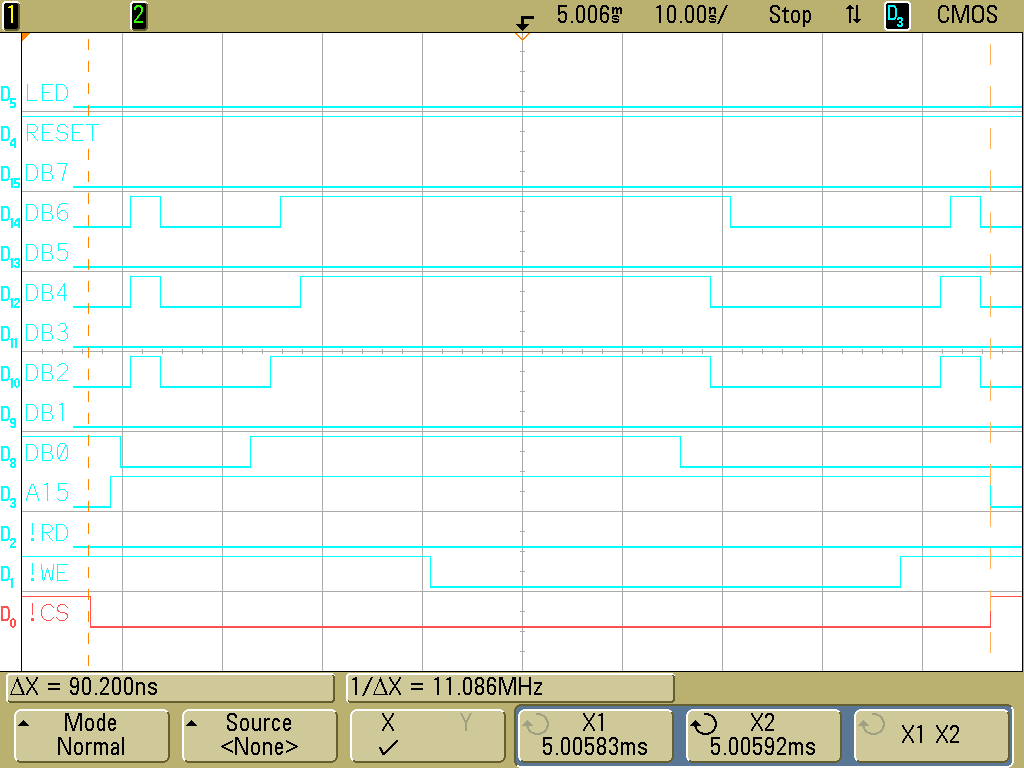 1 2 5.006ms 10.00ns/ Stop D3 CMOS
D5 LED
D4 RESET
D15 DB7
D14 DB6
D13 DB5
D12 DB4
D11 DB3
D10 DB2
D9 DB1
D8 DB0
D3 A15
D2 !RD
D1 !WE
D0 !CS
ΔX = 90.200ns 1/ΔX = 11.086MHz
Mode Source X Y X1 X2 X1 X2
Normal <None> 5.00583ms 5.00592ms